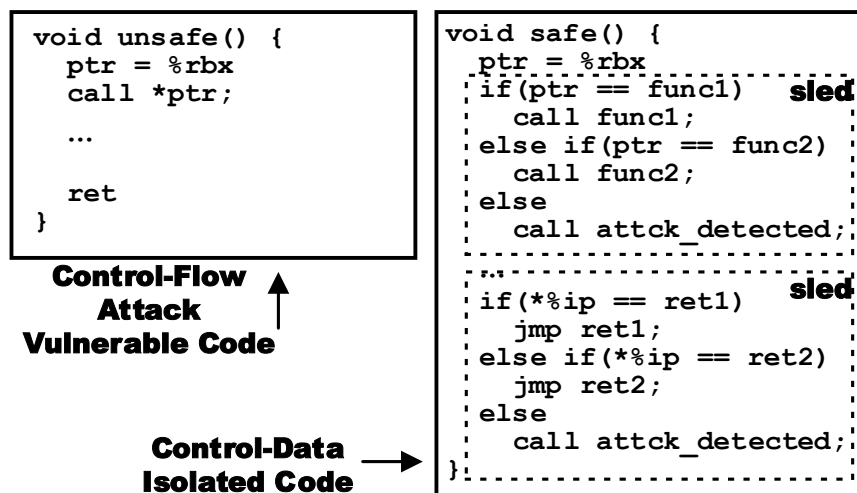 void unsafe() {
ptr = %rbx
call *ptr;
…
ret
}
Control-Flow
Attack
Vulnerable Code
void safe() {
ptr = %rbx
if(ptr == func1)
sled
call func1;
else if(ptr == func2)
call func2;
else
call attck_detected;
…
sled
if(*%ip == ret1)
jmp ret1;
else if(*%ip == ret2)
jmp ret2;
else
call attck_detected;
}
Control-Data
Isolated Code